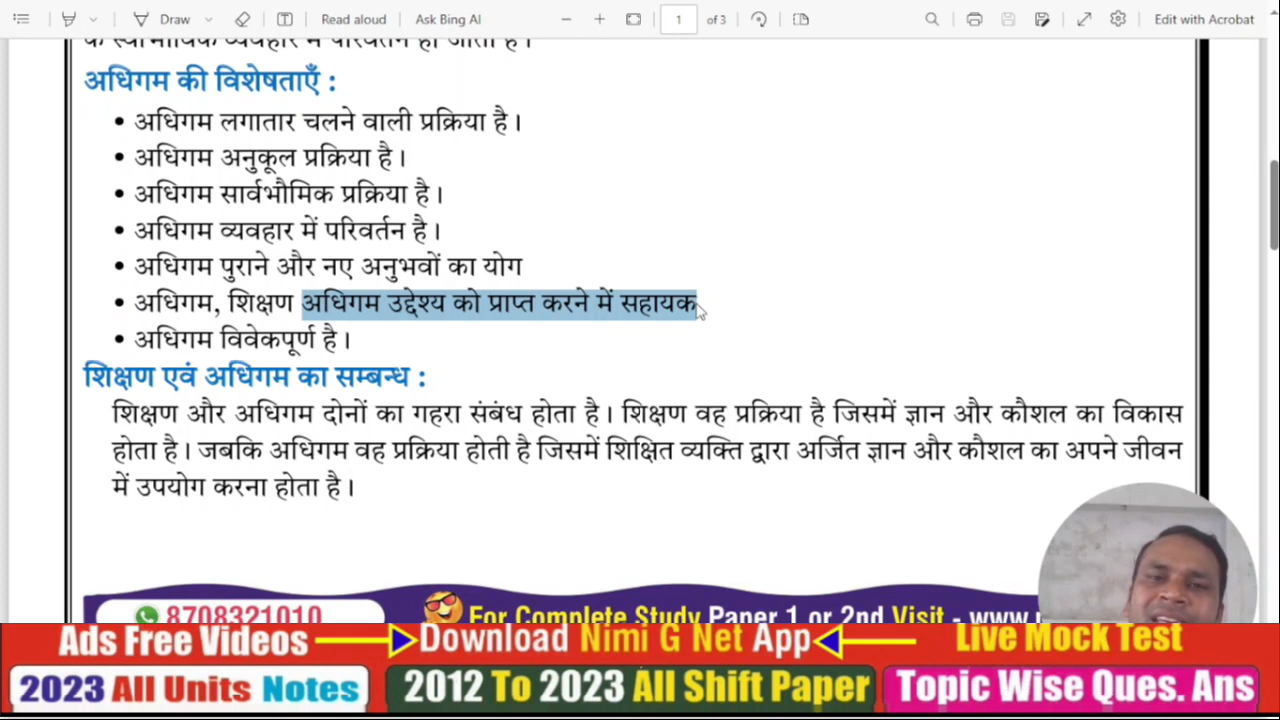 Draw
Read aloud
Ask Bing AI
1
of 3
Edit with Acrobat
के स्वाभाविक व्यवहार में परिवर्तन हो जाता है।
अधिगम की विशेषताएँ :
• अधिगम लगातार चलने वाली प्रक्रिया है।
• अधिगम अनुकूल प्रक्रिया है।
• अधिगम सार्वभौमिक प्रक्रिया है।
• अधिगम व्यवहार में परिवर्तन है।
• अधिगम पुराने और नए अनुभवों का योग
• अधिगम, शिक्षण अधिगम उद्देश्य को प्राप्त करने में सहायक
• अधिगम विवेकपूर्ण है।
शिक्षण एवं अधिगम का सम्बन्ध :
शिक्षण और अधिगम दोनों का गहरा संबंध होता है। शिक्षण वह प्रक्रिया है जिसमें ज्ञान और कौशल का विकास
होता है। जबकि अधिगम वह प्रक्रिया होती है जिसमें शिक्षित व्यक्ति द्वारा अर्जित ज्ञान और कौशल का अपने जीवन
में उपयोग करना होता है।
8708321010
For Complete Study Paper 1 or 2nd Visit - www.
Ads Free Videos
Download Nimi G Net App
Live Mock Test
2023 All Units Notes
2012 To 2023 All Shift Paper
Topic Wise Ques. Ans